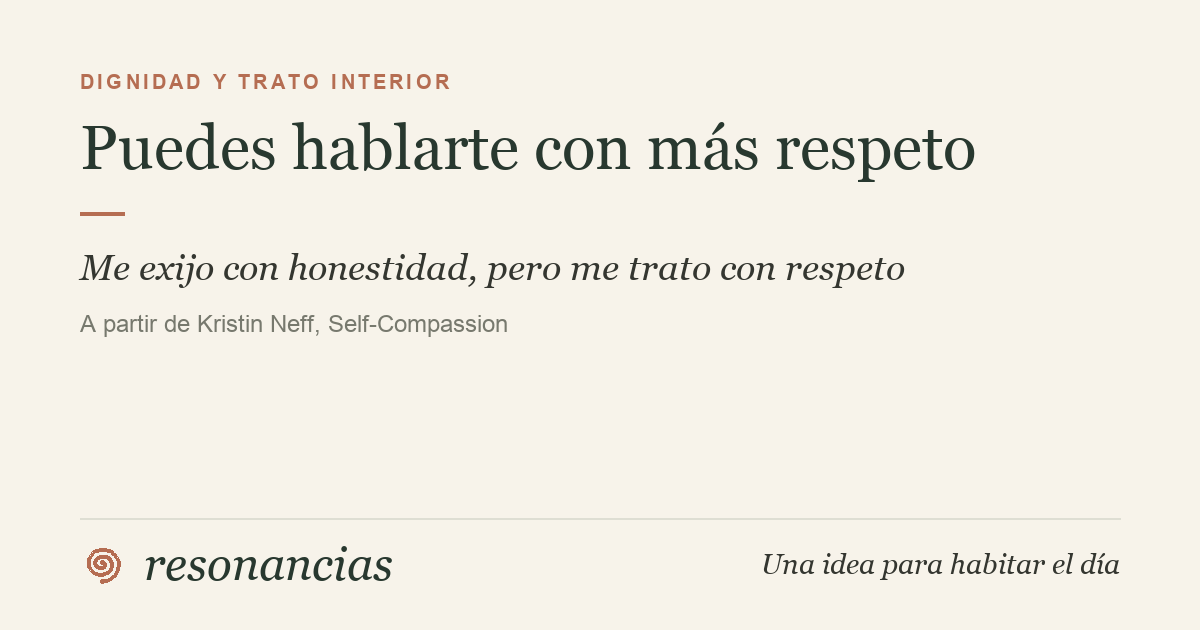 DIGNIDAD Y TRATO INTERIOR
Puedes hablarte con más respeto
Me exijo con honestidad, pero me trato con respeto
A partir de Kristin Neff, Self-Compassion
resonancias
Una idea para habitar el día